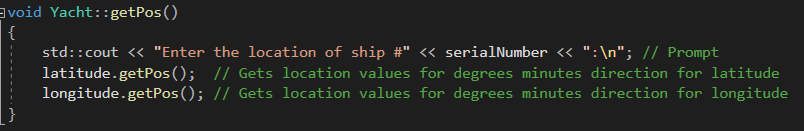 void Yacht::getPos()
{
    std::cout << "Enter the location of ship #" << serialNumber << ":\n"; // Prompt
    latitude.getPos();  // Gets location values for degrees minutes direction for latitude
    longitude.getPos(); // Gets location values for degrees minutes direction for longitude
}